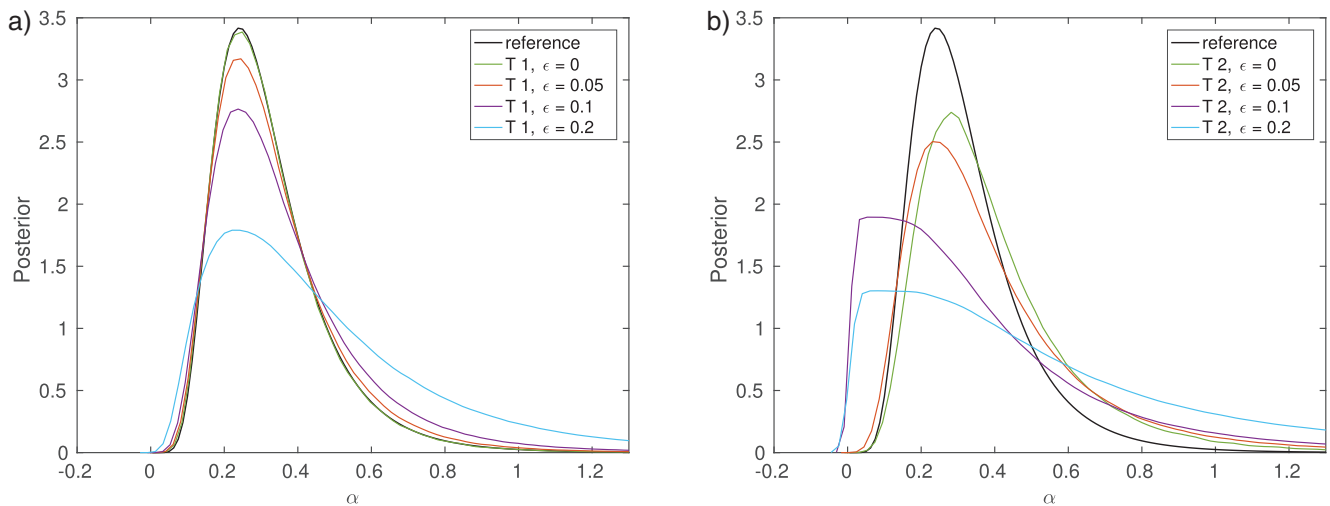 a)
3.5
3
2.5
2
1.5
1
0.5
0
Posterior
-0.2 0 0.2 0.4 0.6 0.8 1 1.2
α
reference
T 1, ϵ = 0
T 1, ϵ = 0.05
T 1, ϵ = 0.1
T 1, ϵ = 0.2
b)
3.5
3
2.5
2
1.5
1
0.5
0
Posterior
-0.2 0 0.2 0.4 0.6 0.8 1 1.2
α
reference
T 2, ϵ = 0
T 2, ϵ = 0.05
T 2, ϵ = 0.1
T 2, ϵ = 0.2